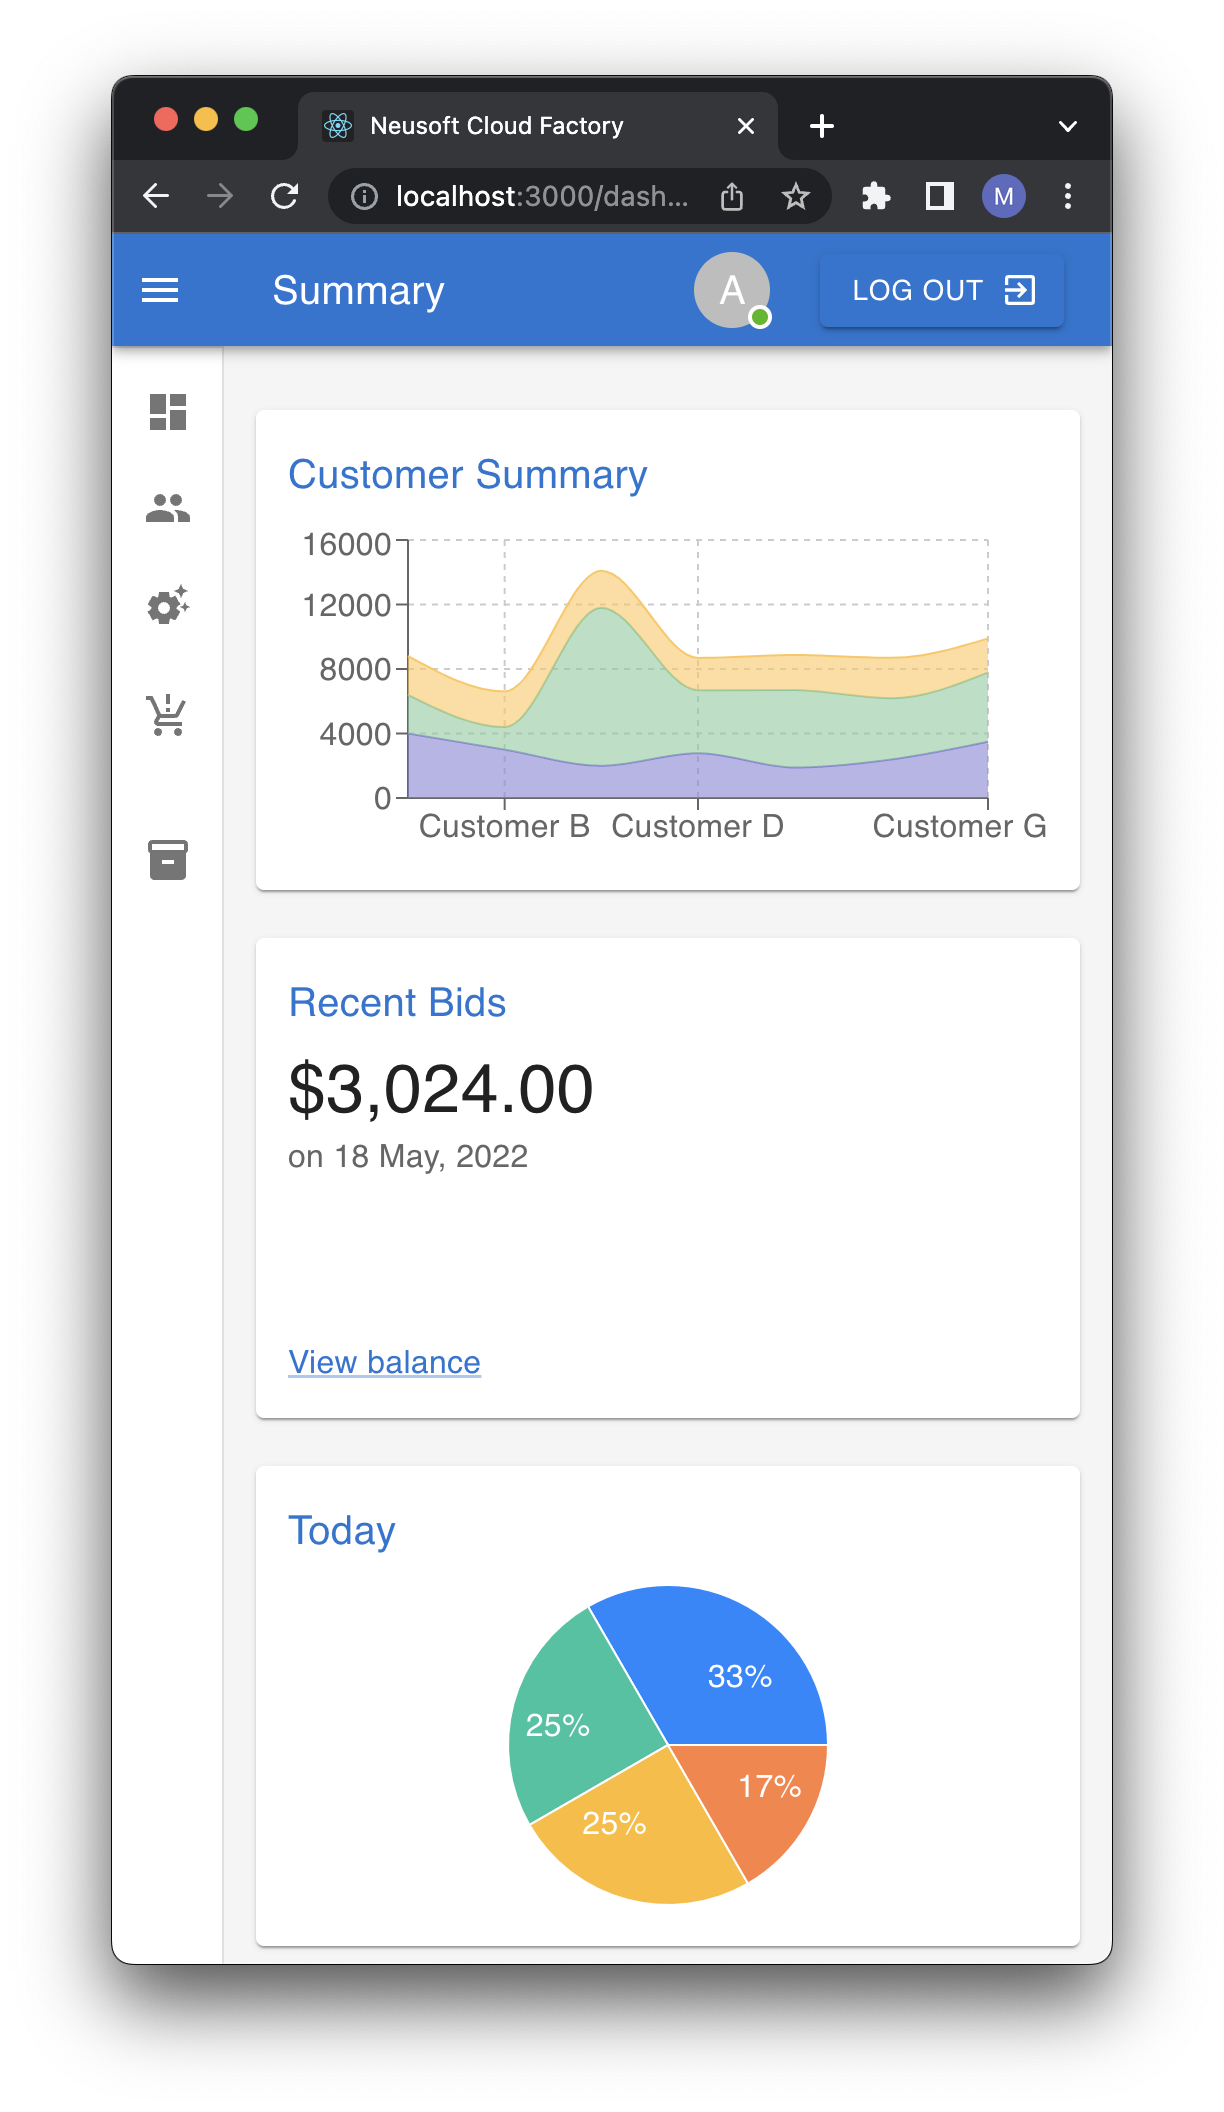 Neusoft Cloud Factory
localhost:3000/dash...
M
Summary
A
LOG OUT
Customer Summary
16000
12000
8000
4000
0
Customer B
Customer D
Customer G
Recent Bids
$3,024.00
on 18 May, 2022
View balance
Today
33%
25%
17%
25%